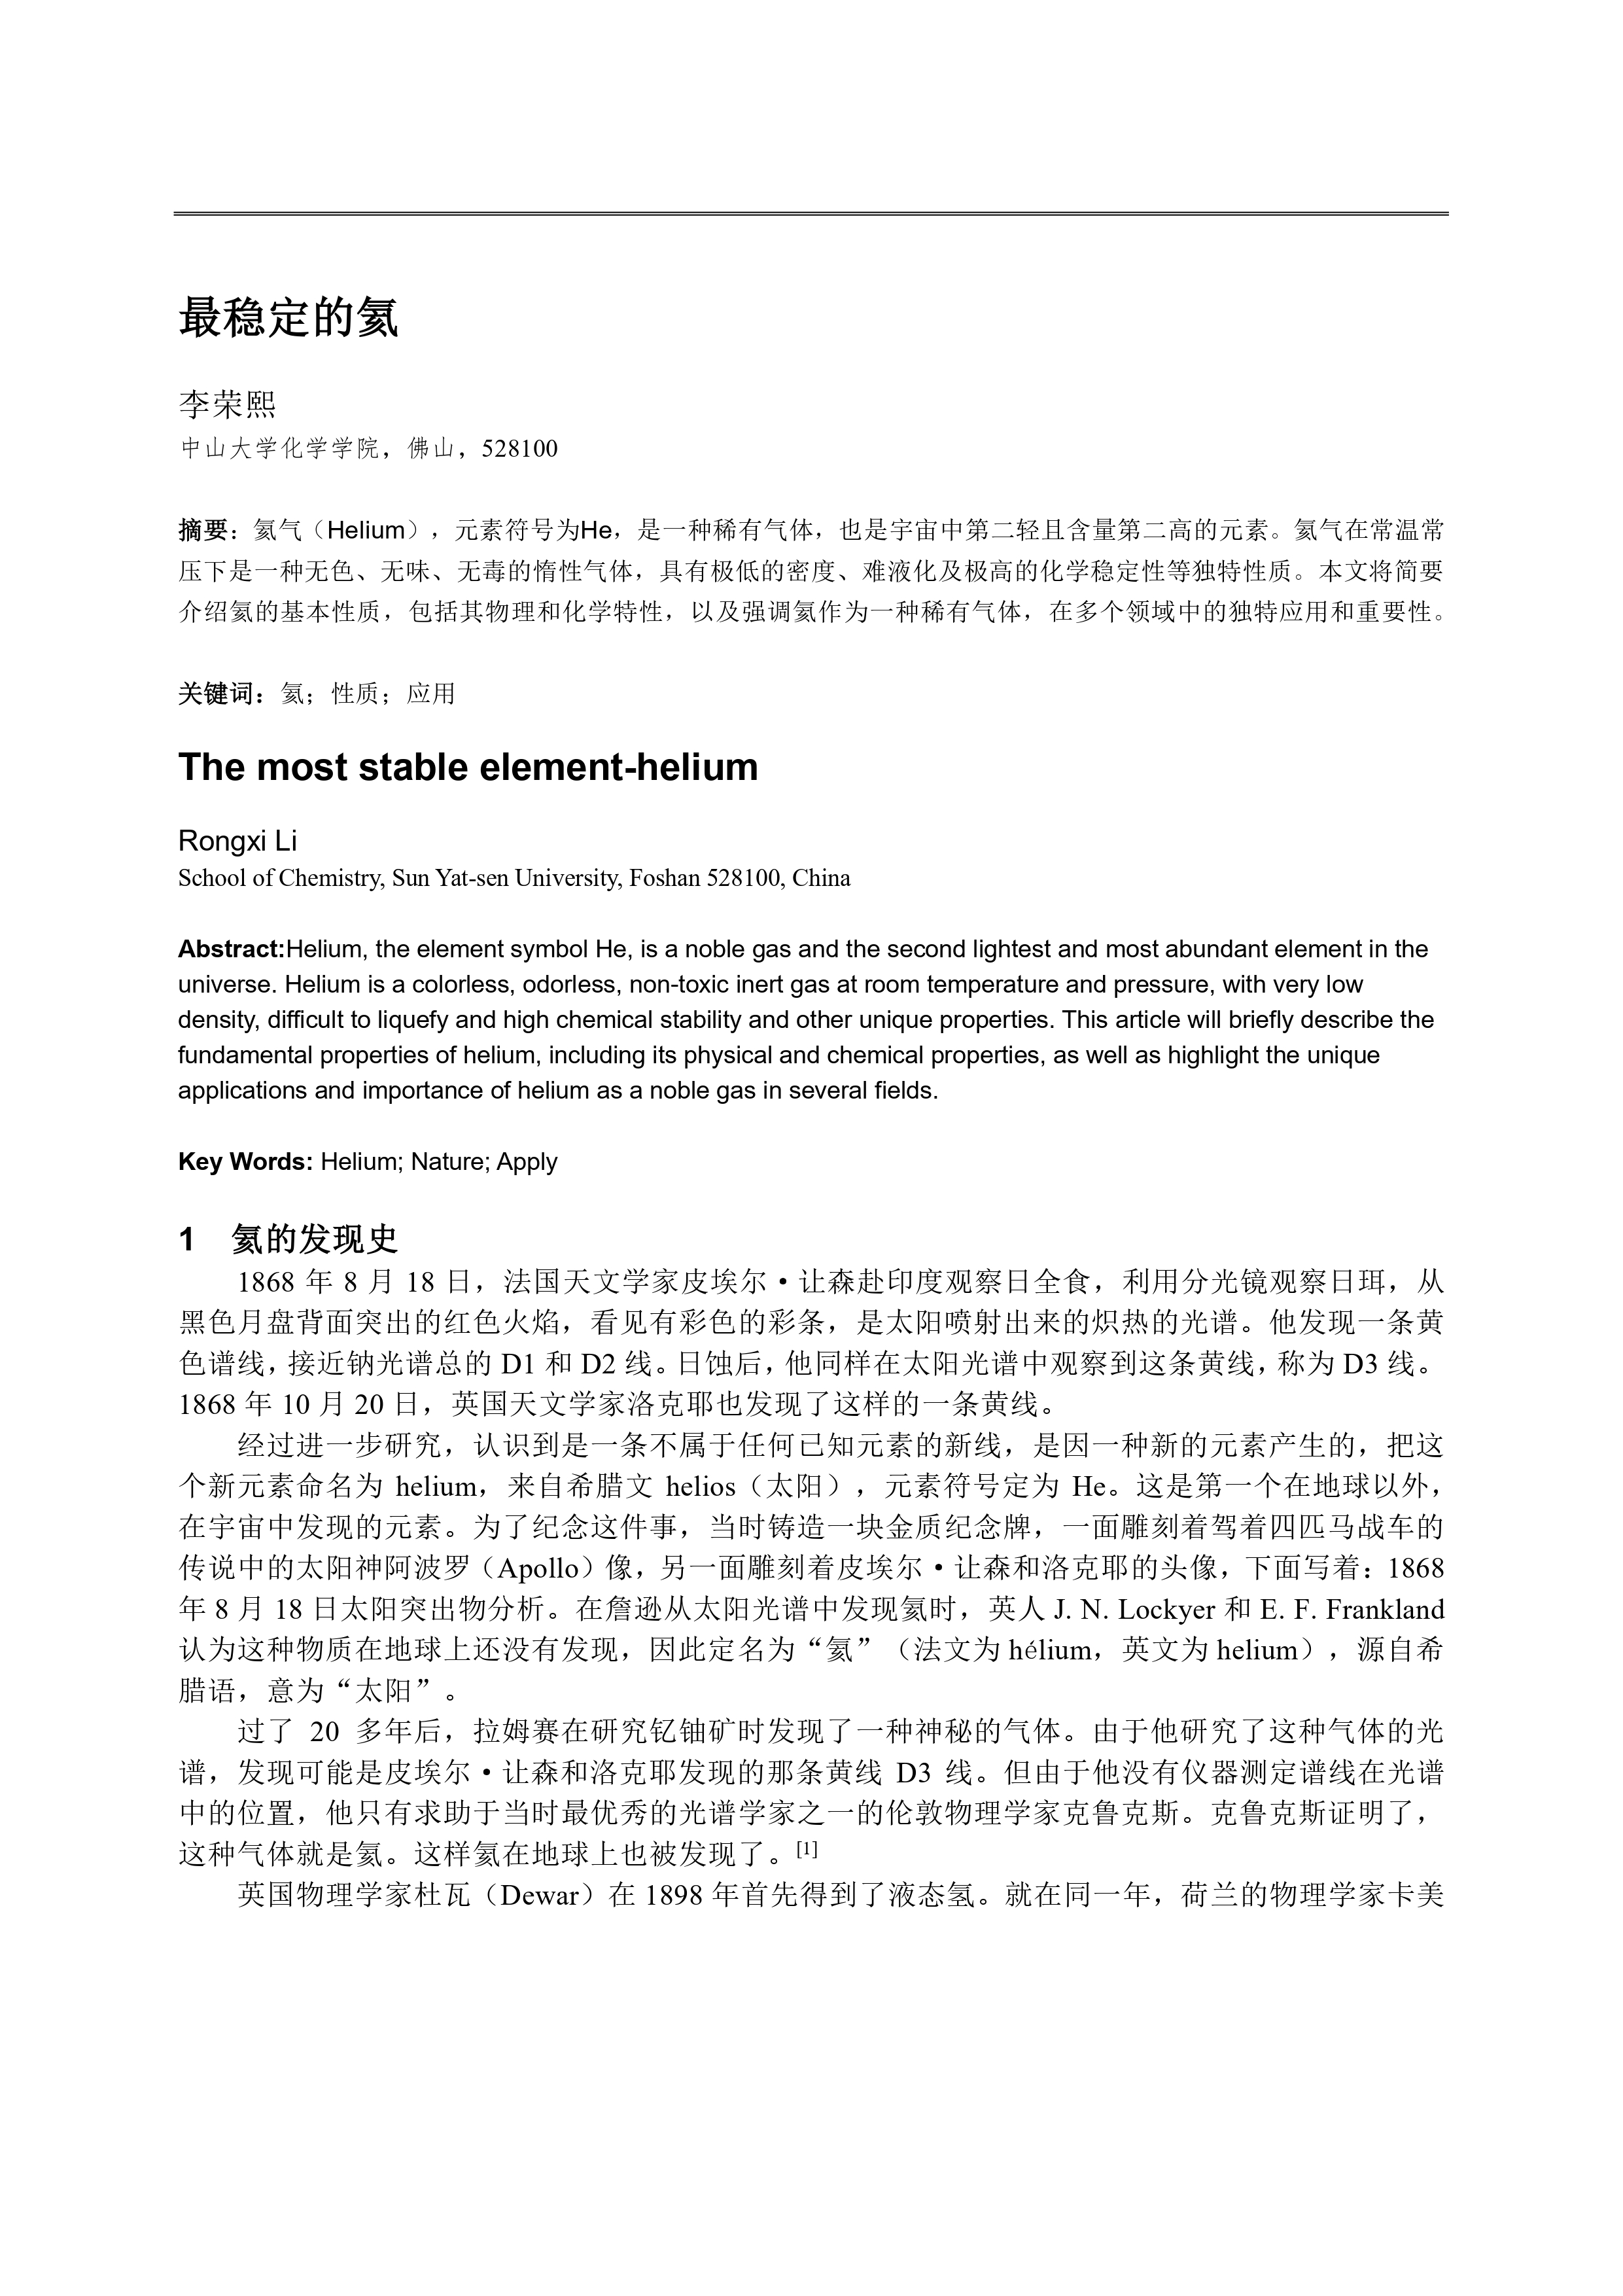 最稳定的氦
李荣熙
中山大学化学学院，佛山，528100
摘要：氦气（Helium），元素符号为He，是一种稀有气体，也是宇宙中第二轻且含量第二高的元素。氦气在常温常
压下是一种无色、无味、无毒的惰性气体，具有极低的密度、难液化及极高的化学稳定性等独特性质。本文将简要
介绍氦的基本性质，包括其物理和化学特性，以及强调氦作为一种稀有气体，在多个领域中的独特应用和重要性。
关键词：氦；性质；应用
The most stable element-helium
Rongxi Li
School of Chemistry, Sun Yat-sen University, Foshan 528100, China
Abstract:Helium, the element symbol He, is a noble gas and the second lightest and most abundant element in the
universe. Helium is a colorless, odorless, non-toxic inert gas at room temperature and pressure, with very low
density, difficult to liquefy and high chemical stability and other unique properties. This article will briefly describe the
fundamental properties of helium, including its physical and chemical properties, as well as highlight the unique
applications and importance of helium as a noble gas in several fields.
Key Words: Helium; Nature; Apply
1 氦的发现史
1868 年 8 月 18 日，法国天文学家皮埃尔·让森赴印度观察日全食，利用分光镜观察日珥，从
黑色月盘背面突出的红色火焰，看见有彩色的彩条，是太阳喷射出来的炽热的光谱。他发现一条黄
色谱线，接近钠光谱总的 D1 和 D2 线。日蚀后，他同样在太阳光谱中观察到这条黄线，称为 D3 线。
1868 年 10 月 20 日，英国天文学家洛克耶也发现了这样的一条黄线。
经过进一步研究，认识到是一条不属于任何已知元素的新线，是因一种新的元素产生的，把这
个新元素命名为 helium，来自希腊文 helios（太阳），元素符号定为 He。这是第一个在地球以外，
在宇宙中发现的元素。为了纪念这件事，当时铸造一块金质纪念牌，一面雕刻着驾着四匹马战车的
传说中的太阳神阿波罗（Apollo）像，另一面雕刻着皮埃尔·让森和洛克耶的头像，下面写着：1868
年 8 月 18 日太阳突出物分析。在詹逊从太阳光谱中发现氦时，英人 J. N. Lockyer 和 E. F. Frankland
认为这种物质在地球上还没有发现，因此定名为“氦”（法文为 hélium，英文为 helium），源自希
腊语，意为“太阳”。
过了 20 多年后，拉姆赛在研究钇铀矿时发现了一种神秘的气体。由于他研究了这种气体的光
谱，发现可能是皮埃尔·让森和洛克耶发现的那条黄线 D3 线。但由于他没有仪器测定谱线在光谱
中的位置，他只有求助于当时最优秀的光谱学家之一的伦敦物理学家克鲁克斯。克鲁克斯证明了，
这种气体就是氦。这样氦在地球上也被发现了。[1]
英国物理学家杜瓦（Dewar）在 1898 年首先得到了液态氢。就在同一年，荷兰的物理学家卡美